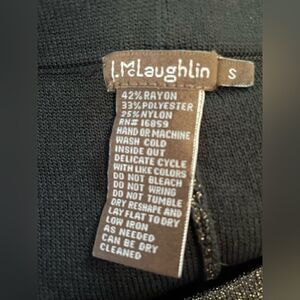 J.McLaughlin
S
42% RAYON
33% POLYESTER
25% NYLON
RN# 16859
HAND OR MACHINE
WASH COLD
INSIDE OUT
DELICATE CYCLE
WITH LIKE COLORS
DO NOT BLEACH
DO NOT WRING
DO NOT TUMBLE
DRY RESHAPE AND
LAY FLAT TO DRY
LOW IRON
AS NEEDED
CAN BE DRY
CLEANED